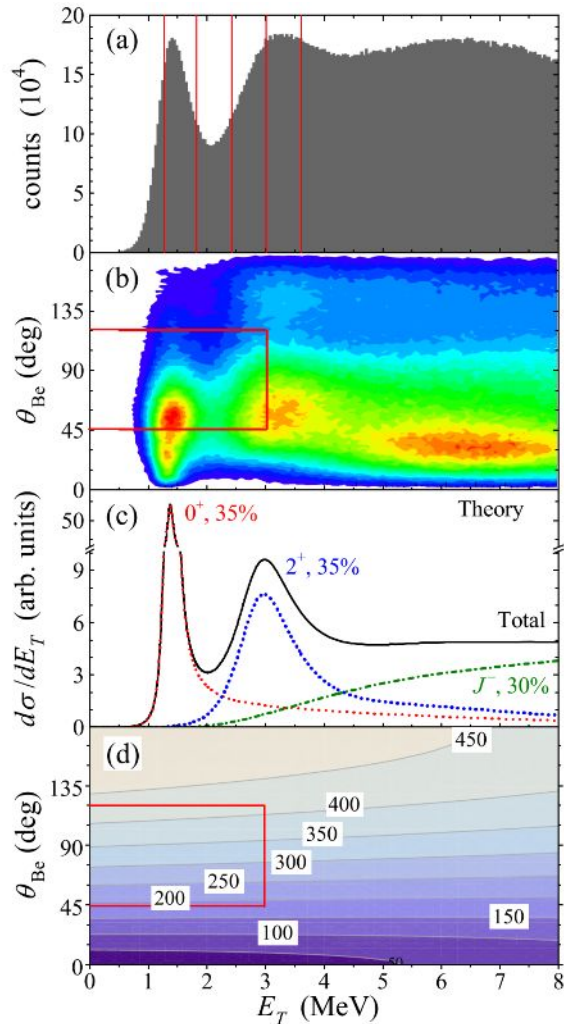 20
(a)
15
counts (10⁴)
10
5
0
(b)
135
θ_Be (deg)
90
45
0
Theory
0⁺, 35%
50
dσ/dE_T (arb. units)
(c)
9
2⁺, 35%
6
Total
3
J⁻, 30%
0
(d)
450
135
400
350
θ_Be (deg)
90
300
250
200
45
150
100
50
0
0 1 2 3 4 5 6 7 8
E_T (MeV)